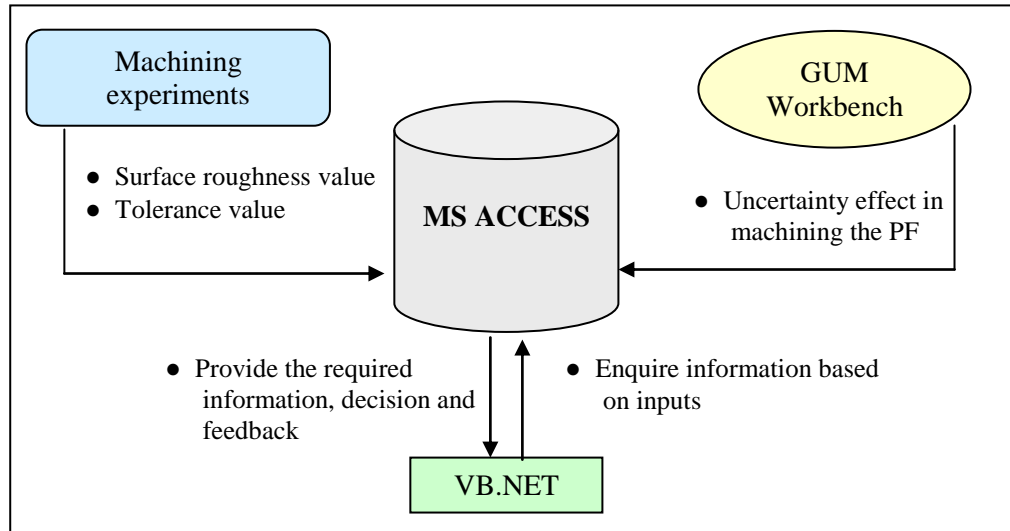 Machining
experiments
GUM
Workbench
● Surface roughness value
● Tolerance value
MS ACCESS
● Uncertainty effect in
machining the PF
● Provide the required
information, decision and
feedback
● Enquire information based
on inputs
VB.NET